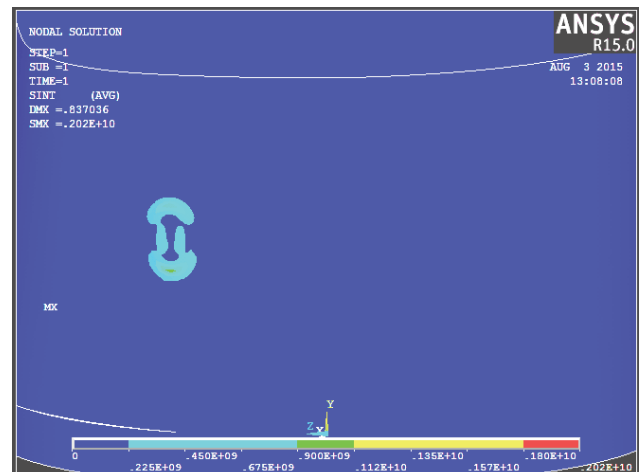 NODAL SOLUTION
STEP=1
SUB =1
TIME=1
SINT (AVG)
DMX =.837036
SMX =.202E+10
ANSYS
R15.0
AUG 3 2015
13:08:08
MX
Y
Z X
0 .450E+09 .900E+09 .135E+10 .180E+10
.225E+09 .675E+09 .112E+10 .157E+10 .202E+10